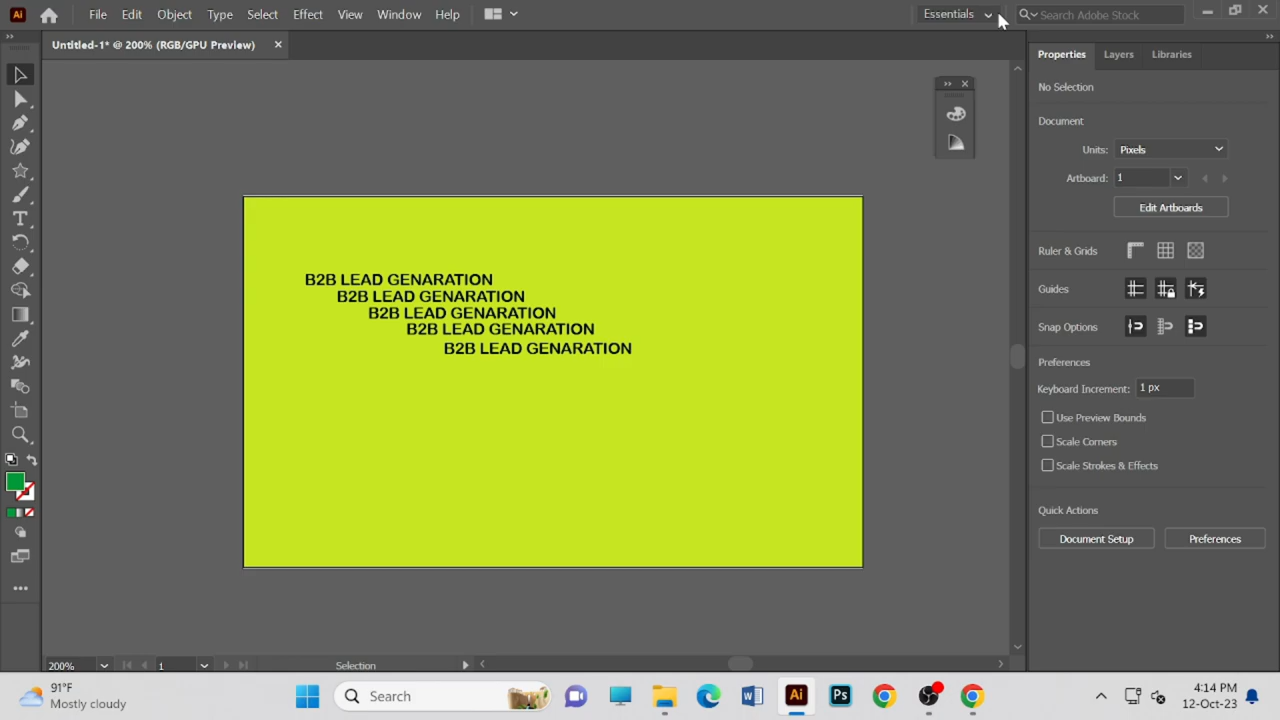 Ai File Edit Object Type Select Effect View Window Help Essentials Search Adobe Stock
Untitled-1* @ 200% (RGB/GPU Preview)
Properties Layers Libraries
No Selection
Document
Units: Pixels
Artboard: 1
Edit Artboards
Ruler & Grids
Guides
Snap Options
Preferences
Keyboard Increment: 1 px
Use Preview Bounds
Scale Corners
Scale Strokes & Effects
Quick Actions
Document Setup Preferences
B2B LEAD GENARATION
B2B LEAD GENARATION
B2B LEAD GENARATION
B2B LEAD GENARATION
B2B LEAD GENARATION
200% 1 Selection
91°F
Mostly cloudy
Search
Ai Ps
4:14 PM
12-Oct-23